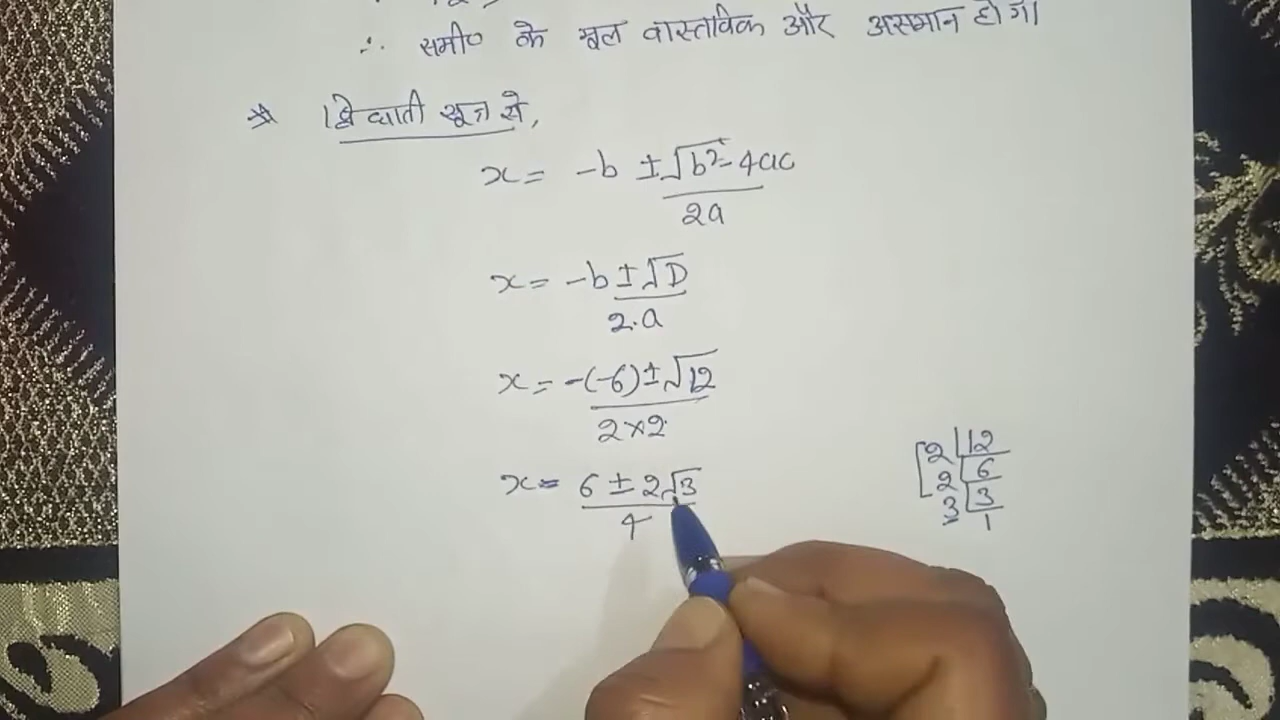 ∴ समी० के मूल वास्तविक और असमान होंगे।
* द्विघाती सूत्र से,
x = -b ±√b²-4ac
2a
x = -b±√D
2.a
x = -(-6)±√12
2×2
x = 6 ± 2√3
4
2 | 12
2 | 6
3 | 3
1